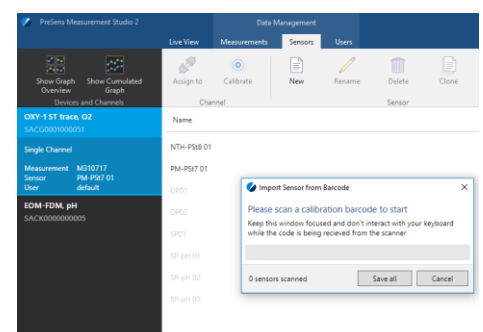 PreSens Measurement Studio 2
Data Management
Live View Measurements Sensors Users
Show Graph Overview Show Cumulated Graph Assign to Calibrate New Rename Delete Clone
Devices and Channels Channel Sensor
OXY-1 ST trace, O2
SACG0001000051
Single Channel
Measurement M310717
Sensor PM-PSt7 01
User default
EOM-FDM, pH
SACK0000000005
Name
NTH-PSt8 01
PM-PSt7 01
DP01
DP02
SP01
SP-pH 01
SP-pH 02
SP-pH 03
Import Sensor from Barcode
Please scan a calibration barcode to start
Keep this window focused and don't interact with your keyboard
while the code is being recieved from the scanner
0 sensors scanned Save all Cancel